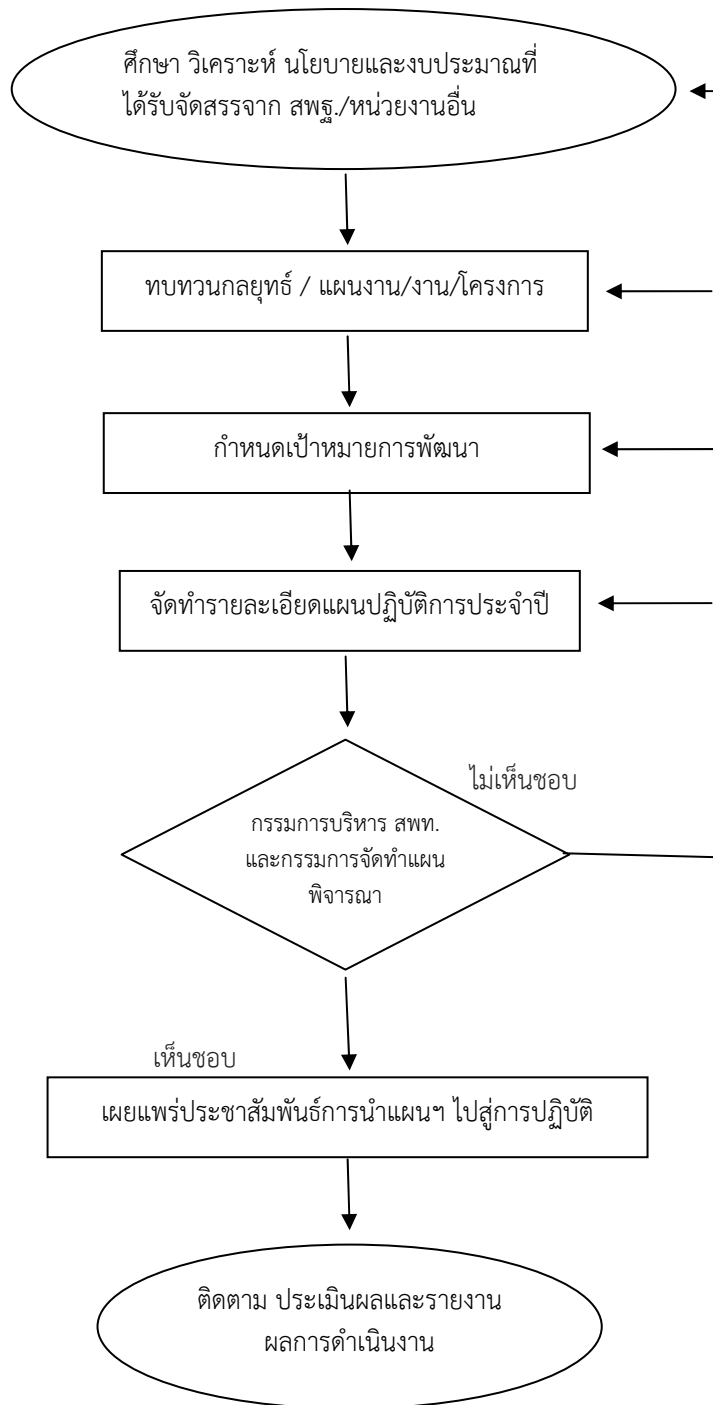 ศึกษา วิเคราะห์ นโยบายและงบประมาณที่
ได้รับจัดสรรจาก สพฐ./หน่วยงานอื่น
ทบทวนกลยุทธ์ / แผนงาน/งาน/โครงการ
กำหนดเป้าหมายการพัฒนา
จัดทำรายละเอียดแผนปฏิบัติการประจำปี
ไม่เห็นชอบ
กรรมการบริหาร สพท.
และกรรมการจัดทำแผน
พิจารณา
เห็นชอบ
เผยแพร่ประชาสัมพันธ์การนำแผนฯ ไปสู่การปฏิบัติ
ติดตาม ประเมินผลและรายงาน
ผลการดำเนินงาน